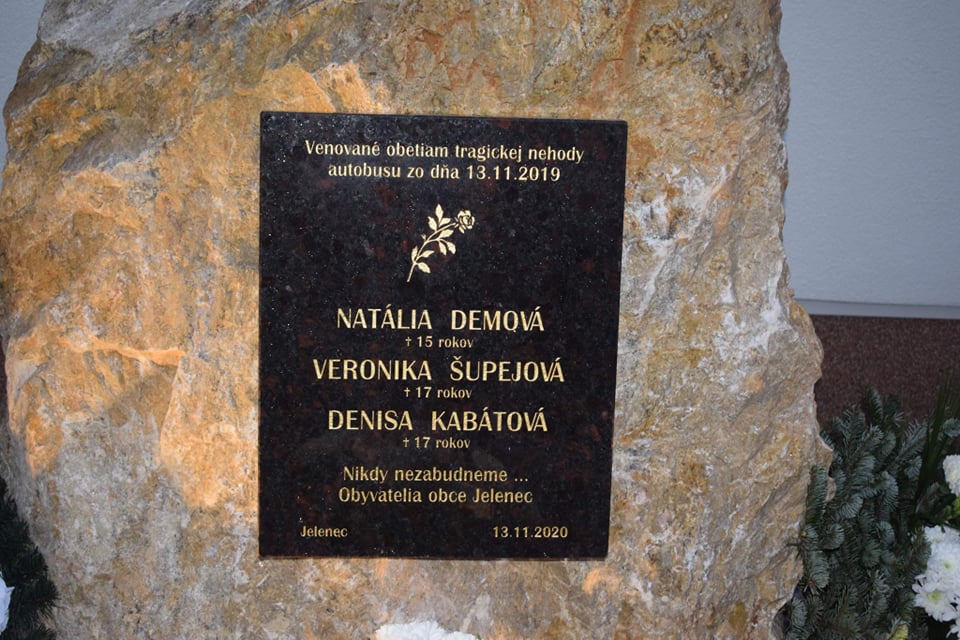 Venované obetiam tragickej nehody
autobusu zo dňa 13.11.2019
NATÁLIA DEMOVÁ
† 15 rokov
VERONIKA ŠUPEJOVÁ
† 17 rokov
DENISA KABÁTOVÁ
† 17 rokov
Nikdy nezabudneme ...
Obyvatelia obce Jelenec
Jelenec 13.11.2020